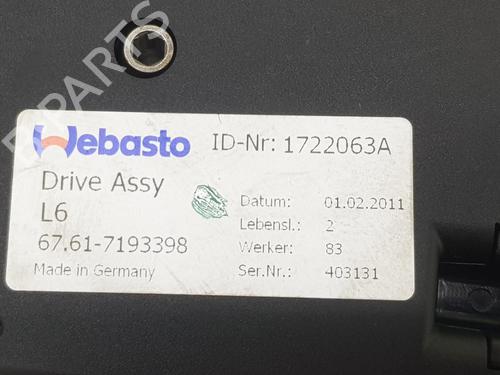 Webasto
ID-Nr: 1722063A
Drive Assy
L6
67.61-7193398
Made in Germany
Datum: 01.02.2011
Lebensl.: 2
Werker: 83
Ser.Nr.: 403131